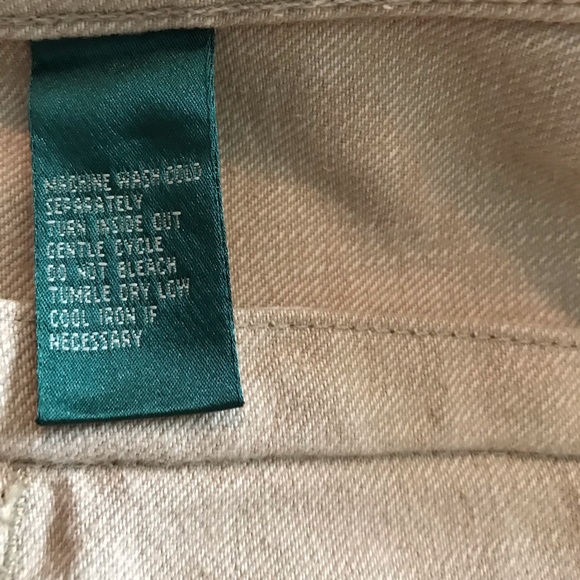 MACHINE WASH COLD
SEPARATELY
TURN INSIDE OUT
GENTLE CYCLE
DO NOT BLEACH
TUMBLE DRY LOW
COOL IRON IF
NECESSARY